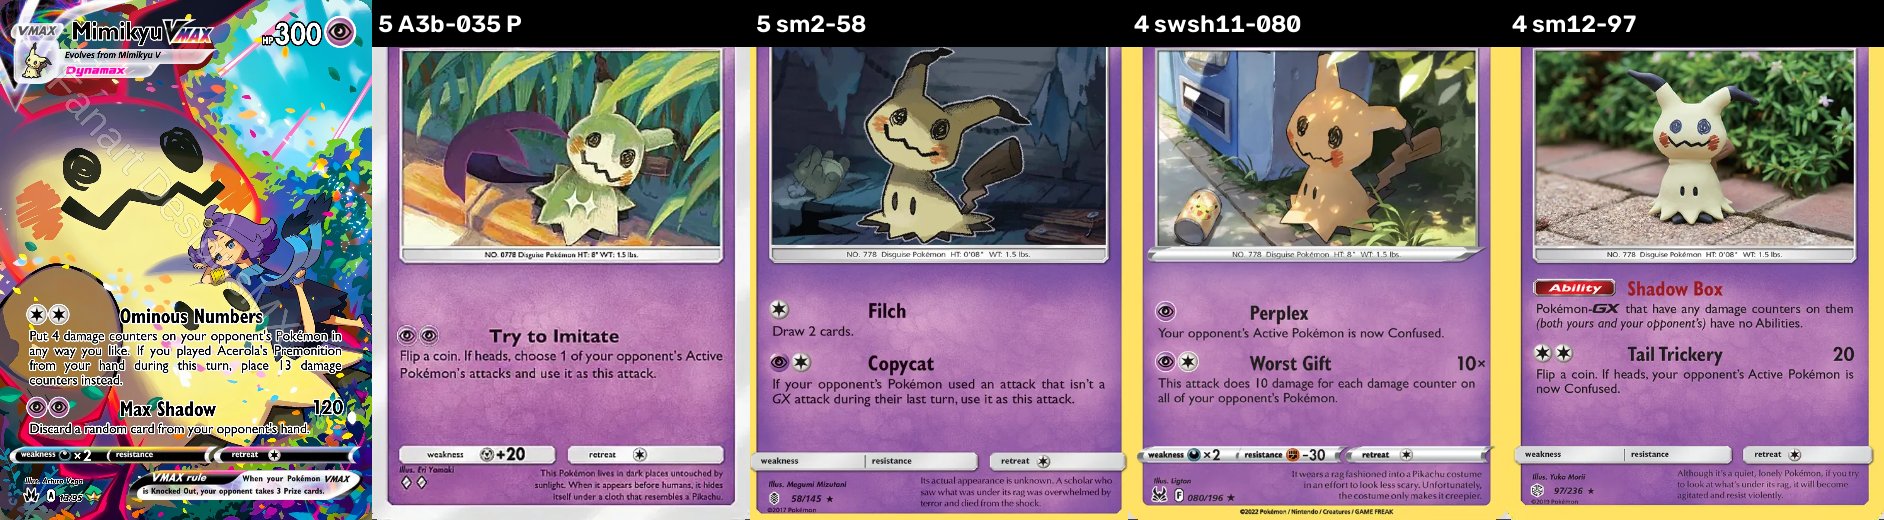 VMAX Mimikyu VMAX HP 300
Evolves from Mimikyu V
Dynamax
Fanart Des
Ominous Numbers
Put 4 damage counters on your opponent's Pokémon in
any way you like. If you played Acerola's Premonition
from your hand during this turn, place 13 damage
counters instead.
Max Shadow 120
Discard a random card from your opponent's hand.
weakness ×2 resistance retreat
VMAX rule When your Pokémon VMAX
is Knocked Out, your opponent takes 3 Prize cards.
Illus. Arturo Vega
5 A3b-035 P
NO. 0778 Disguise Pokémon HT: 8" WT: 1.5 lbs.
Try to Imitate
Flip a coin. If heads, choose 1 of your opponent's Active
Pokémon's attacks and use it as this attack.
weakness +20 retreat
Illus. Eri Yamaki
This Pokémon lives in dark places untouched by
sunlight. When it appears before humans, it hides
itself under a cloth that resembles a Pikachu.
5 sm2-58
NO. 778 Disguise Pokémon HT: 0'08" WT: 1.5 lbs.
Filch
Draw 2 cards.
Copycat
If your opponent's Pokémon used an attack that isn't a
GX attack during their last turn, use it as this attack.
weakness resistance retreat
Illus. Megumi Mizutani
58/145 ★
©2017 Pokémon
Its actual appearance is unknown. A scholar who
saw what was under its rag was overwhelmed by
terror and died from the shock.
4 swsh11-080
NO. 778 Disguise Pokémon HT: 8" WT: 1.5 lbs.
Perplex
Your opponent's Active Pokémon is now Confused.
Worst Gift 10×
This attack does 10 damage for each damage counter on
all of your opponent's Pokémon.
weakness ×2 resistance -30 retreat
Illus. Ligton
F 080/196 ★
It wears a rag fashioned into a Pikachu costume
in an effort to look less scary. Unfortunately,
the costume only makes it creepier.
©2022 Pokémon / Nintendo / Creatures / GAME FREAK
4 sm12-97
NO. 778 Disguise Pokémon HT: 0'08" WT: 1.5 lbs.
Ability Shadow Box
Pokémon-GX that have any damage counters on them
(both yours and your opponent's) have no Abilities.
Tail Trickery 20
Flip a coin. If heads, your opponent's Active Pokémon is
now Confused.
weakness resistance retreat
Illus. Yuka Morii
97/236 ★
©2019 Pokémon
Although it's a quiet, lonely Pokémon, if you try
to look at what's under its rag, it will become
agitated and resist violently.